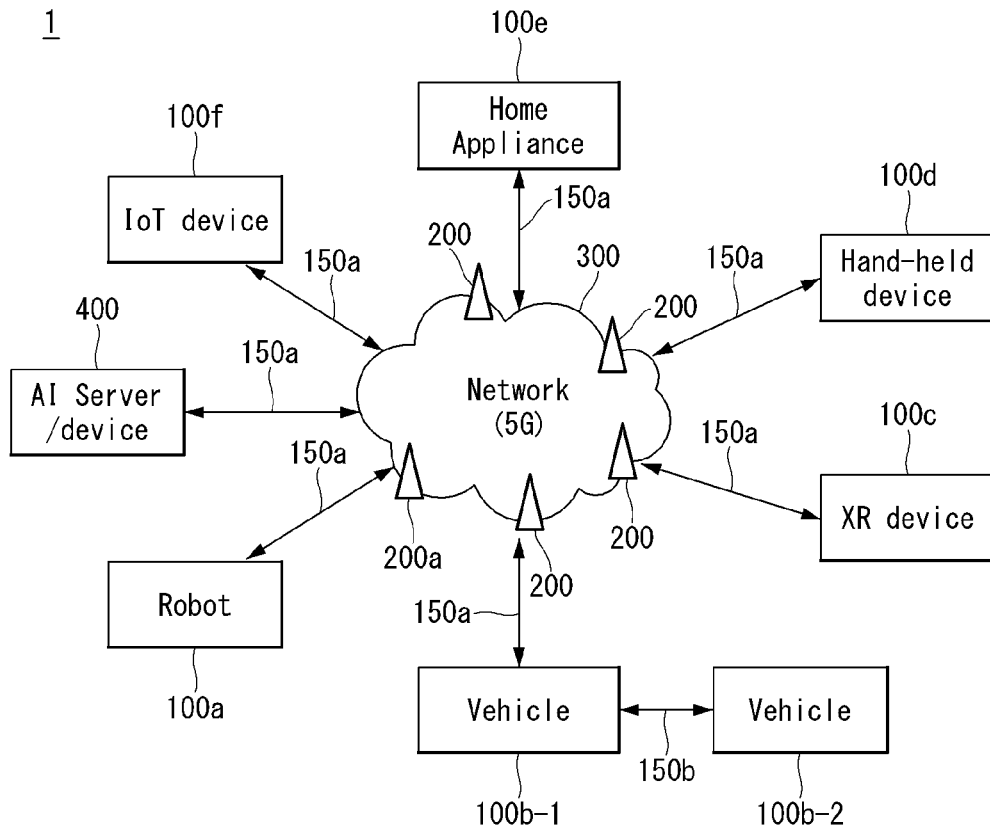 1
100e
Home
Appliance
100f
IoT device
150a
100d
Hand-held
device
200
300
150a
150a
200
400
AI Server
/device
150a
Network
(5G)
100c
XR device
150a
150a
200a
200
200
Robot
100a
150a
Vehicle
150b
Vehicle
100b-1
100b-2